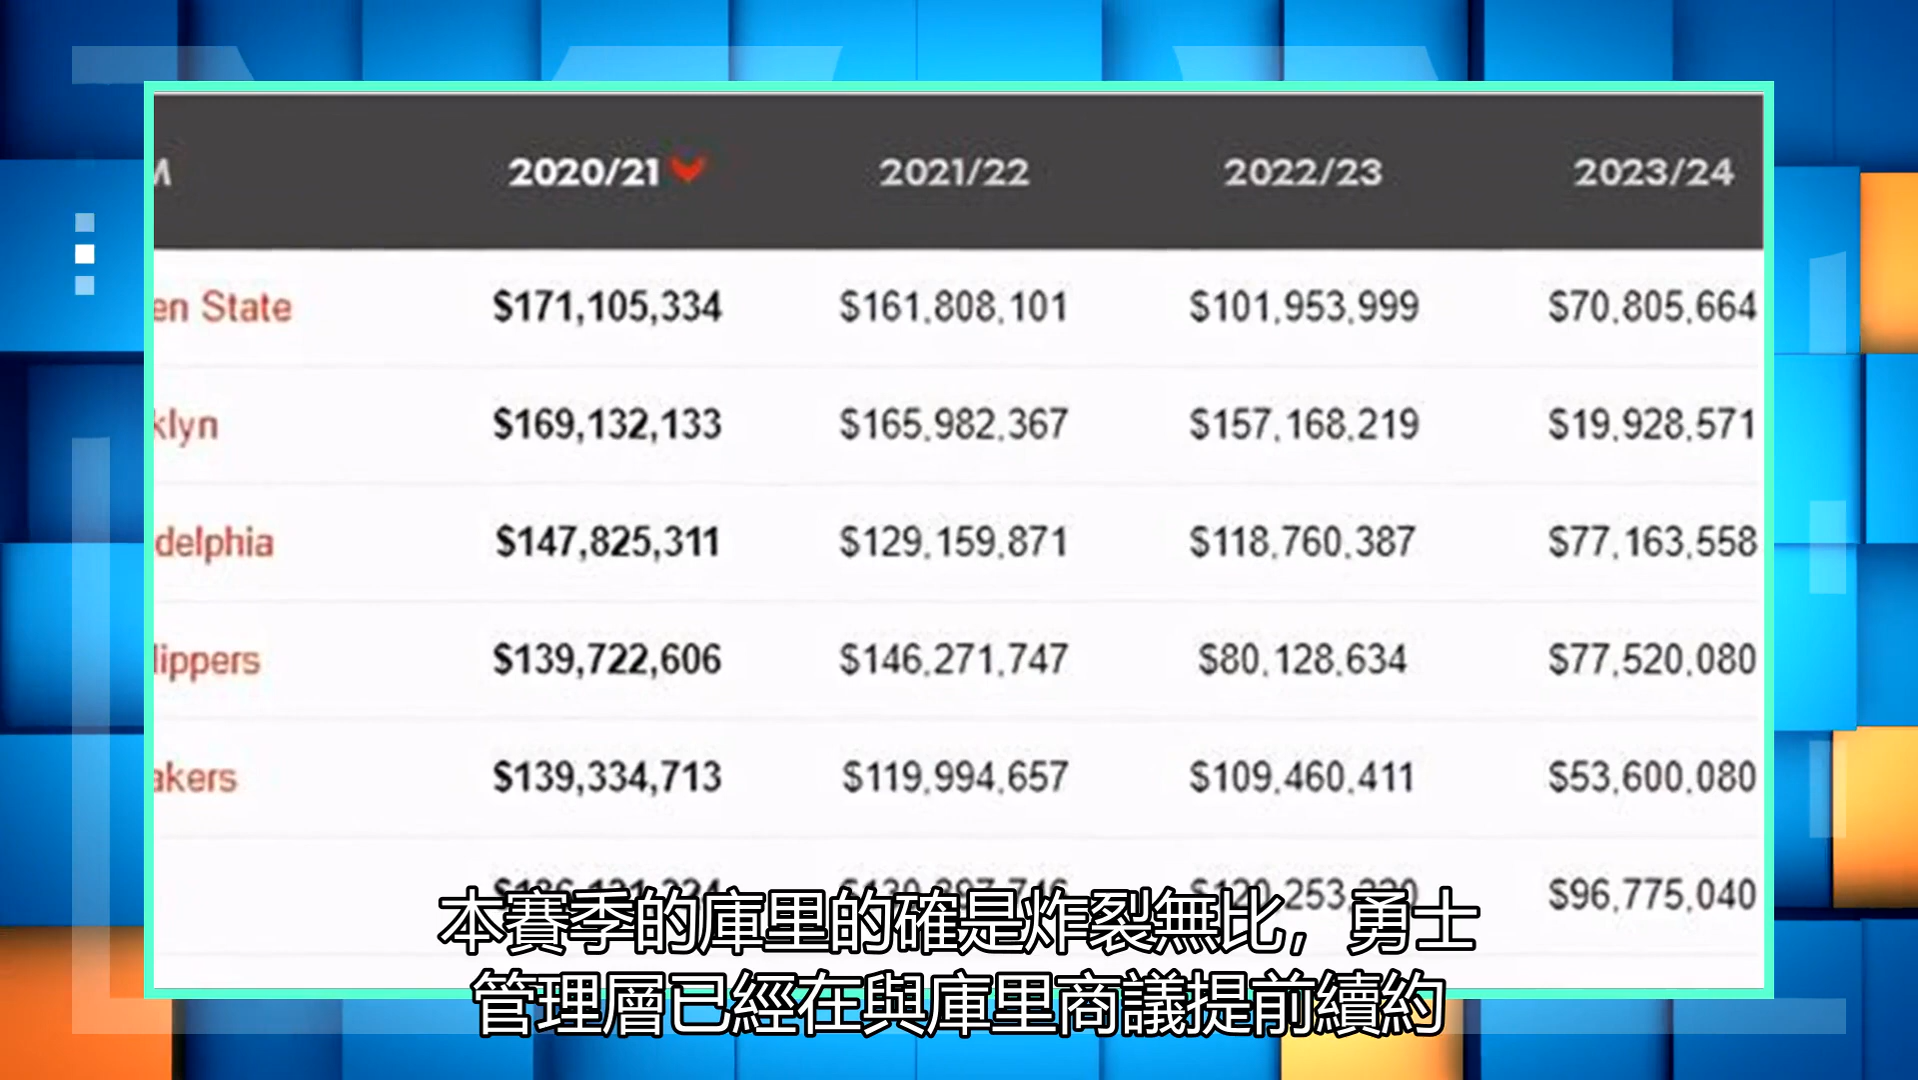 2020/21 2021/22 2022/23 2023/24
en State $171,105,334 $161,808,101 $101,953,999 $70,805,664
klyn $169,132,133 $165,982,367 $157,168,219 $19,928,571
delphia $147,825,311 $129,159,871 $118,760,387 $77,163,558
lippers $139,722,606 $146,271,747 $80,128,634 $77,520,080
akers $139,334,713 $119,994,657 $109,460,411 $53,600,080
$96,775,040
本賽季的庫里的確是炸裂無比，勇士
管理層已經在與庫里商議提前續約